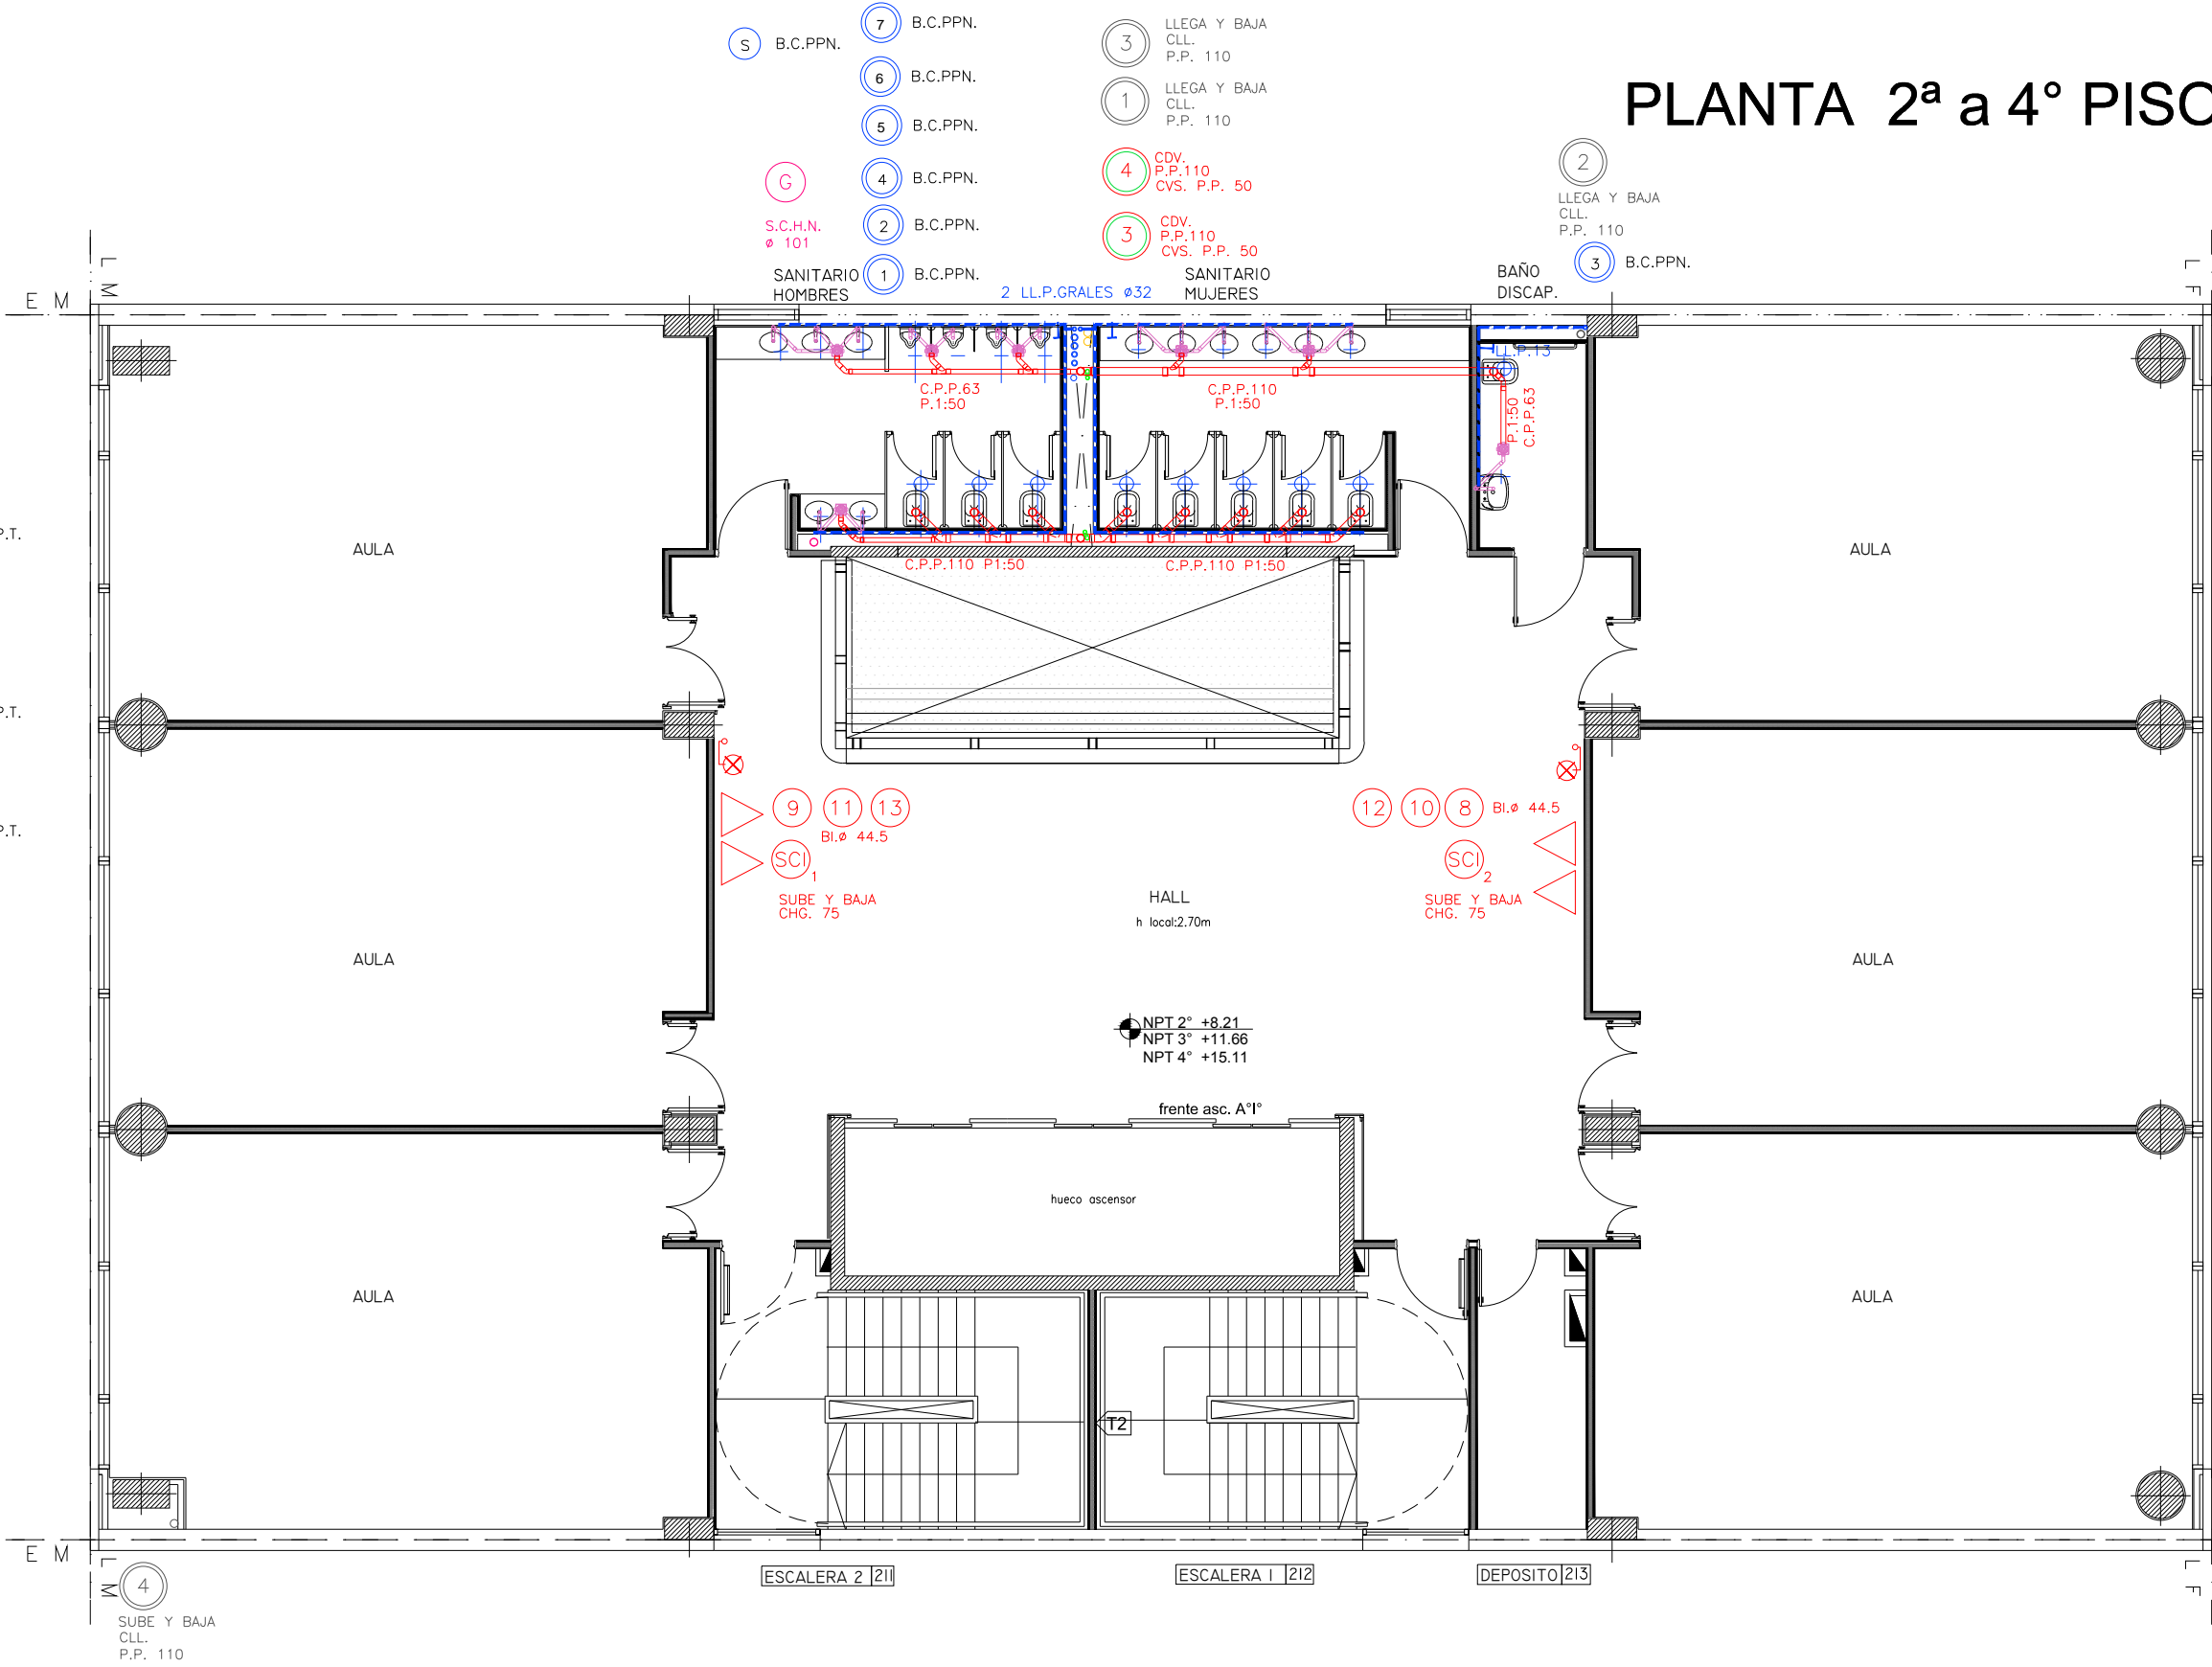 PLANTA 2ª a 4° PISO
S B.C.PPN.
7 B.C.PPN.
6 B.C.PPN.
5 B.C.PPN.
4 B.C.PPN.
2 B.C.PPN.
1 B.C.PPN.
G
S.C.H.N.
ø 101
3
LLEGA Y BAJA
CLL.
P.P. 110
1
LLEGA Y BAJA
CLL.
P.P. 110
4
CDV.
P.P.110
CVS. P.P. 50
3
CDV.
P.P.110
CVS. P.P. 50
2
LLEGA Y BAJA
CLL.
P.P. 110
3 B.C.PPN.
SANITARIO
HOMBRES
2 LL.P.GRALES ø32
SANITARIO
MUJERES
BAÑO
DISCAP.
E M
L M
L F
LL.P.13
C.P.P.63
P.1:50
C.P.P.110
P.1:50
P.1:50
C.P.P.63
C.P.P.110 P1:50
C.P.P.110 P1:50
P.T.
P.T.
P.T.
AULA
AULA
9 11 13
BI.ø 44.5
SCI 1
SUBE Y BAJA
CHG. 75
12 10 8 BI.ø 44.5
SCI 2
SUBE Y BAJA
CHG. 75
HALL
h local:2.70m
AULA
AULA
NPT 2° +8.21
NPT 3° +11.66
NPT 4° +15.11
frente asc. A°I°
hueco ascensor
AULA
AULA
T2
E M
L M
L F
ESCALERA 2 211
ESCALERA 1 212
DEPOSITO 213
4
SUBE Y BAJA
CLL.
P.P. 110